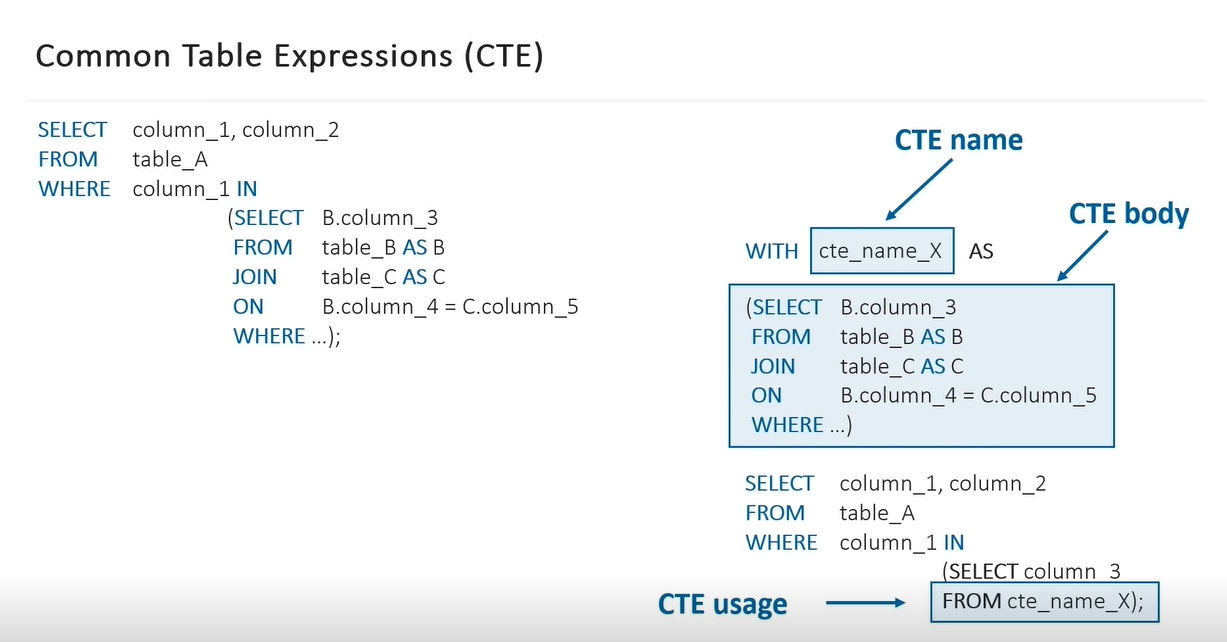 Common Table Expressions (CTE)
SELECT column_1, column_2
FROM table_A
WHERE column_1 IN
(SELECT B.column_3
FROM table_B AS B
JOIN table_C AS C
ON B.column_4 = C.column_5
WHERE ...);
CTE name
CTE body
WITH cte_name_X AS
(SELECT B.column_3
FROM table_B AS B
JOIN table_C AS C
ON B.column_4 = C.column_5
WHERE ...)
SELECT column_1, column_2
FROM table_A
WHERE column_1 IN
(SELECT column_3
CTE usage
FROM cte_name_X);